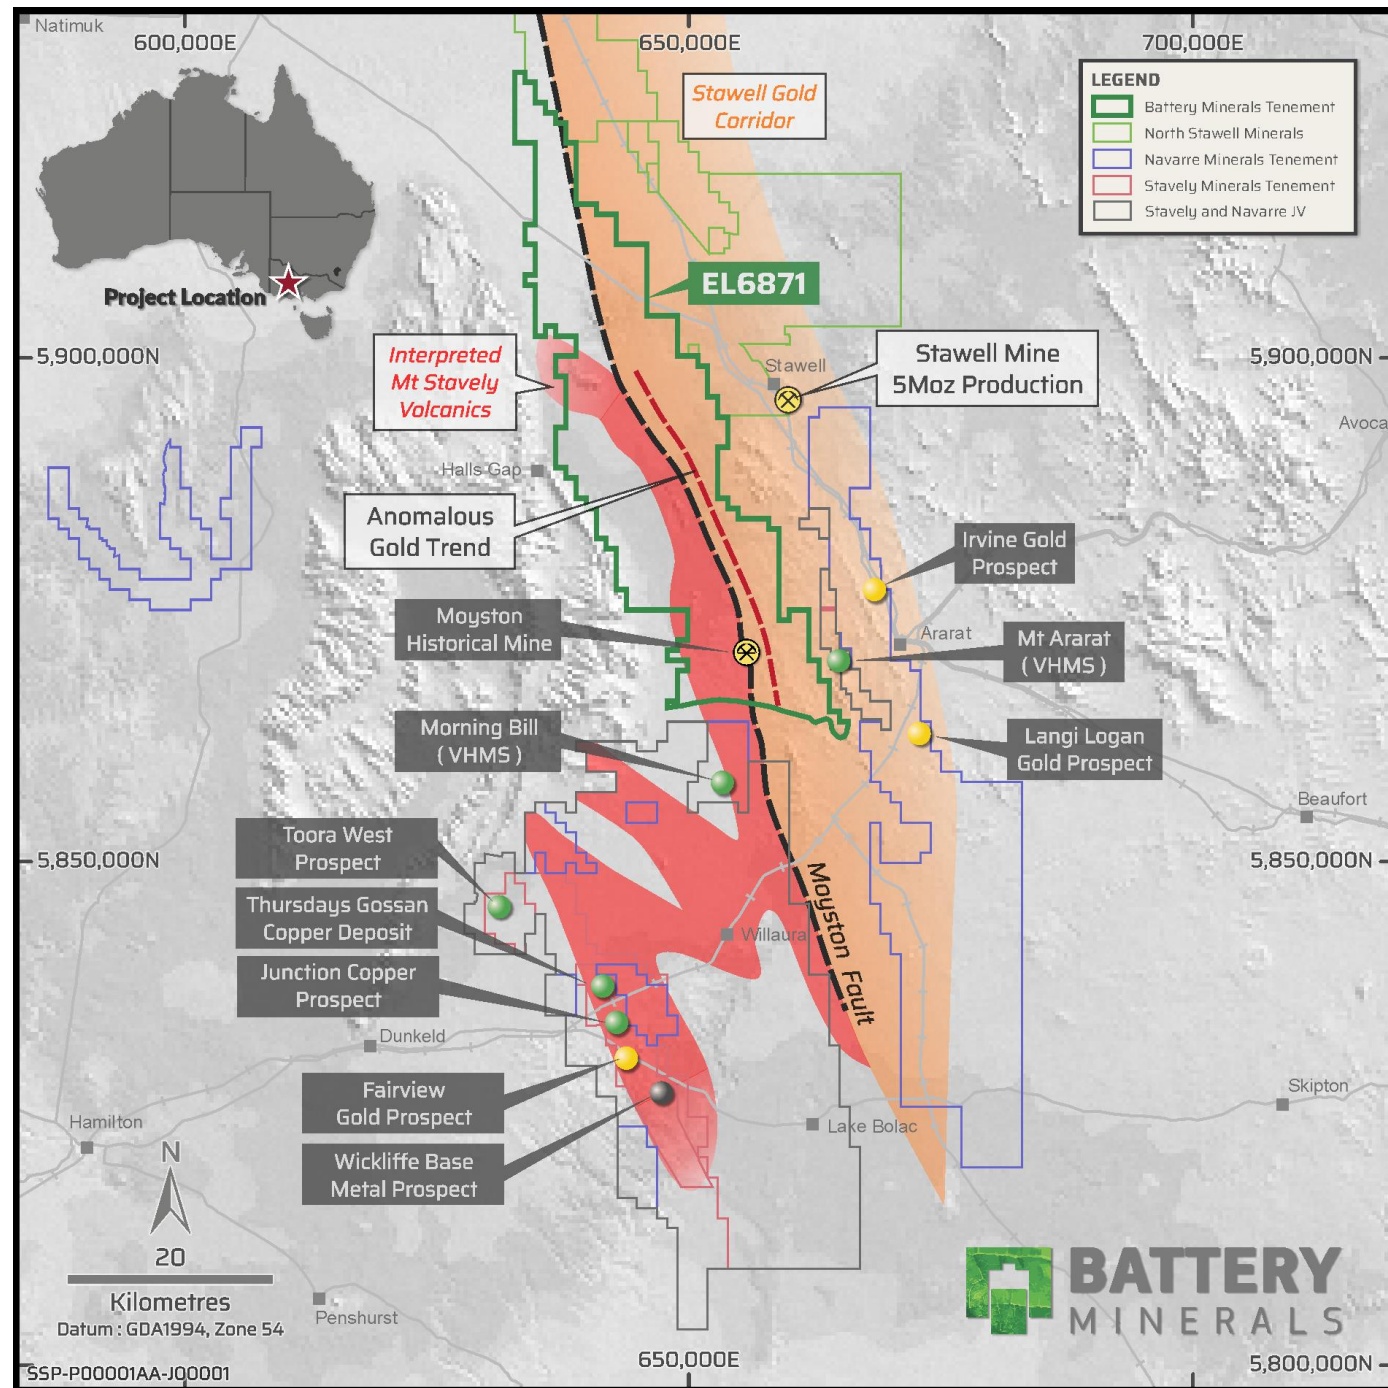 Natimuk
600,000E
650,000E
700,000E
LEGEND
Battery Minerals Tenement
North Stawell Minerals
Navarre Minerals Tenement
Stavely Minerals Tenement
Stavely and Navarre JV
Stawell Gold
Corridor
EL6871
Project Location
5,900,000N
5,900,000N
Interpreted
Mt Stavely
Volcanics
Stawell
Stawell Mine
5Moz Production
Avoca
Halls Gap
Anomalous
Gold Trend
Irvine Gold
Prospect
Moyston
Historical Mine
Ararat
Mt Ararat
( VHMS )
Morning Bill
( VHMS )
Langi Logan
Gold Prospect
Beaufort
Toora West
Prospect
5,850,000N
5,850,000N
Moyston Fault
Thursdays Gossan
Copper Deposit
Willaura
Junction Copper
Prospect
Dunkeld
Fairview
Gold Prospect
Skipton
Hamilton
Lake Bolac
Wickliffe Base
Metal Prospect
N
20
Kilometres
Datum : GDA1994, Zone 54
Penshurst
BATTERY
MINERALS
650,000E
5,800,000N
SSP-P00001AA-J00001